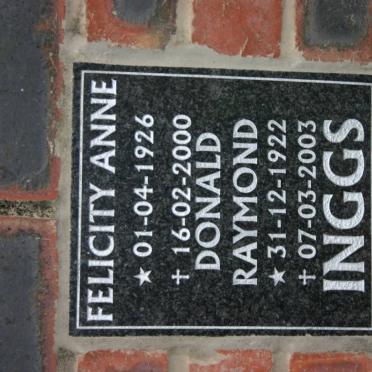 FELICITY ANNE
★ 01-04-1926
† 16-02-2000
DONALD
RAYMOND
★ 31-12-1922
† 07-03-2003
INGGS